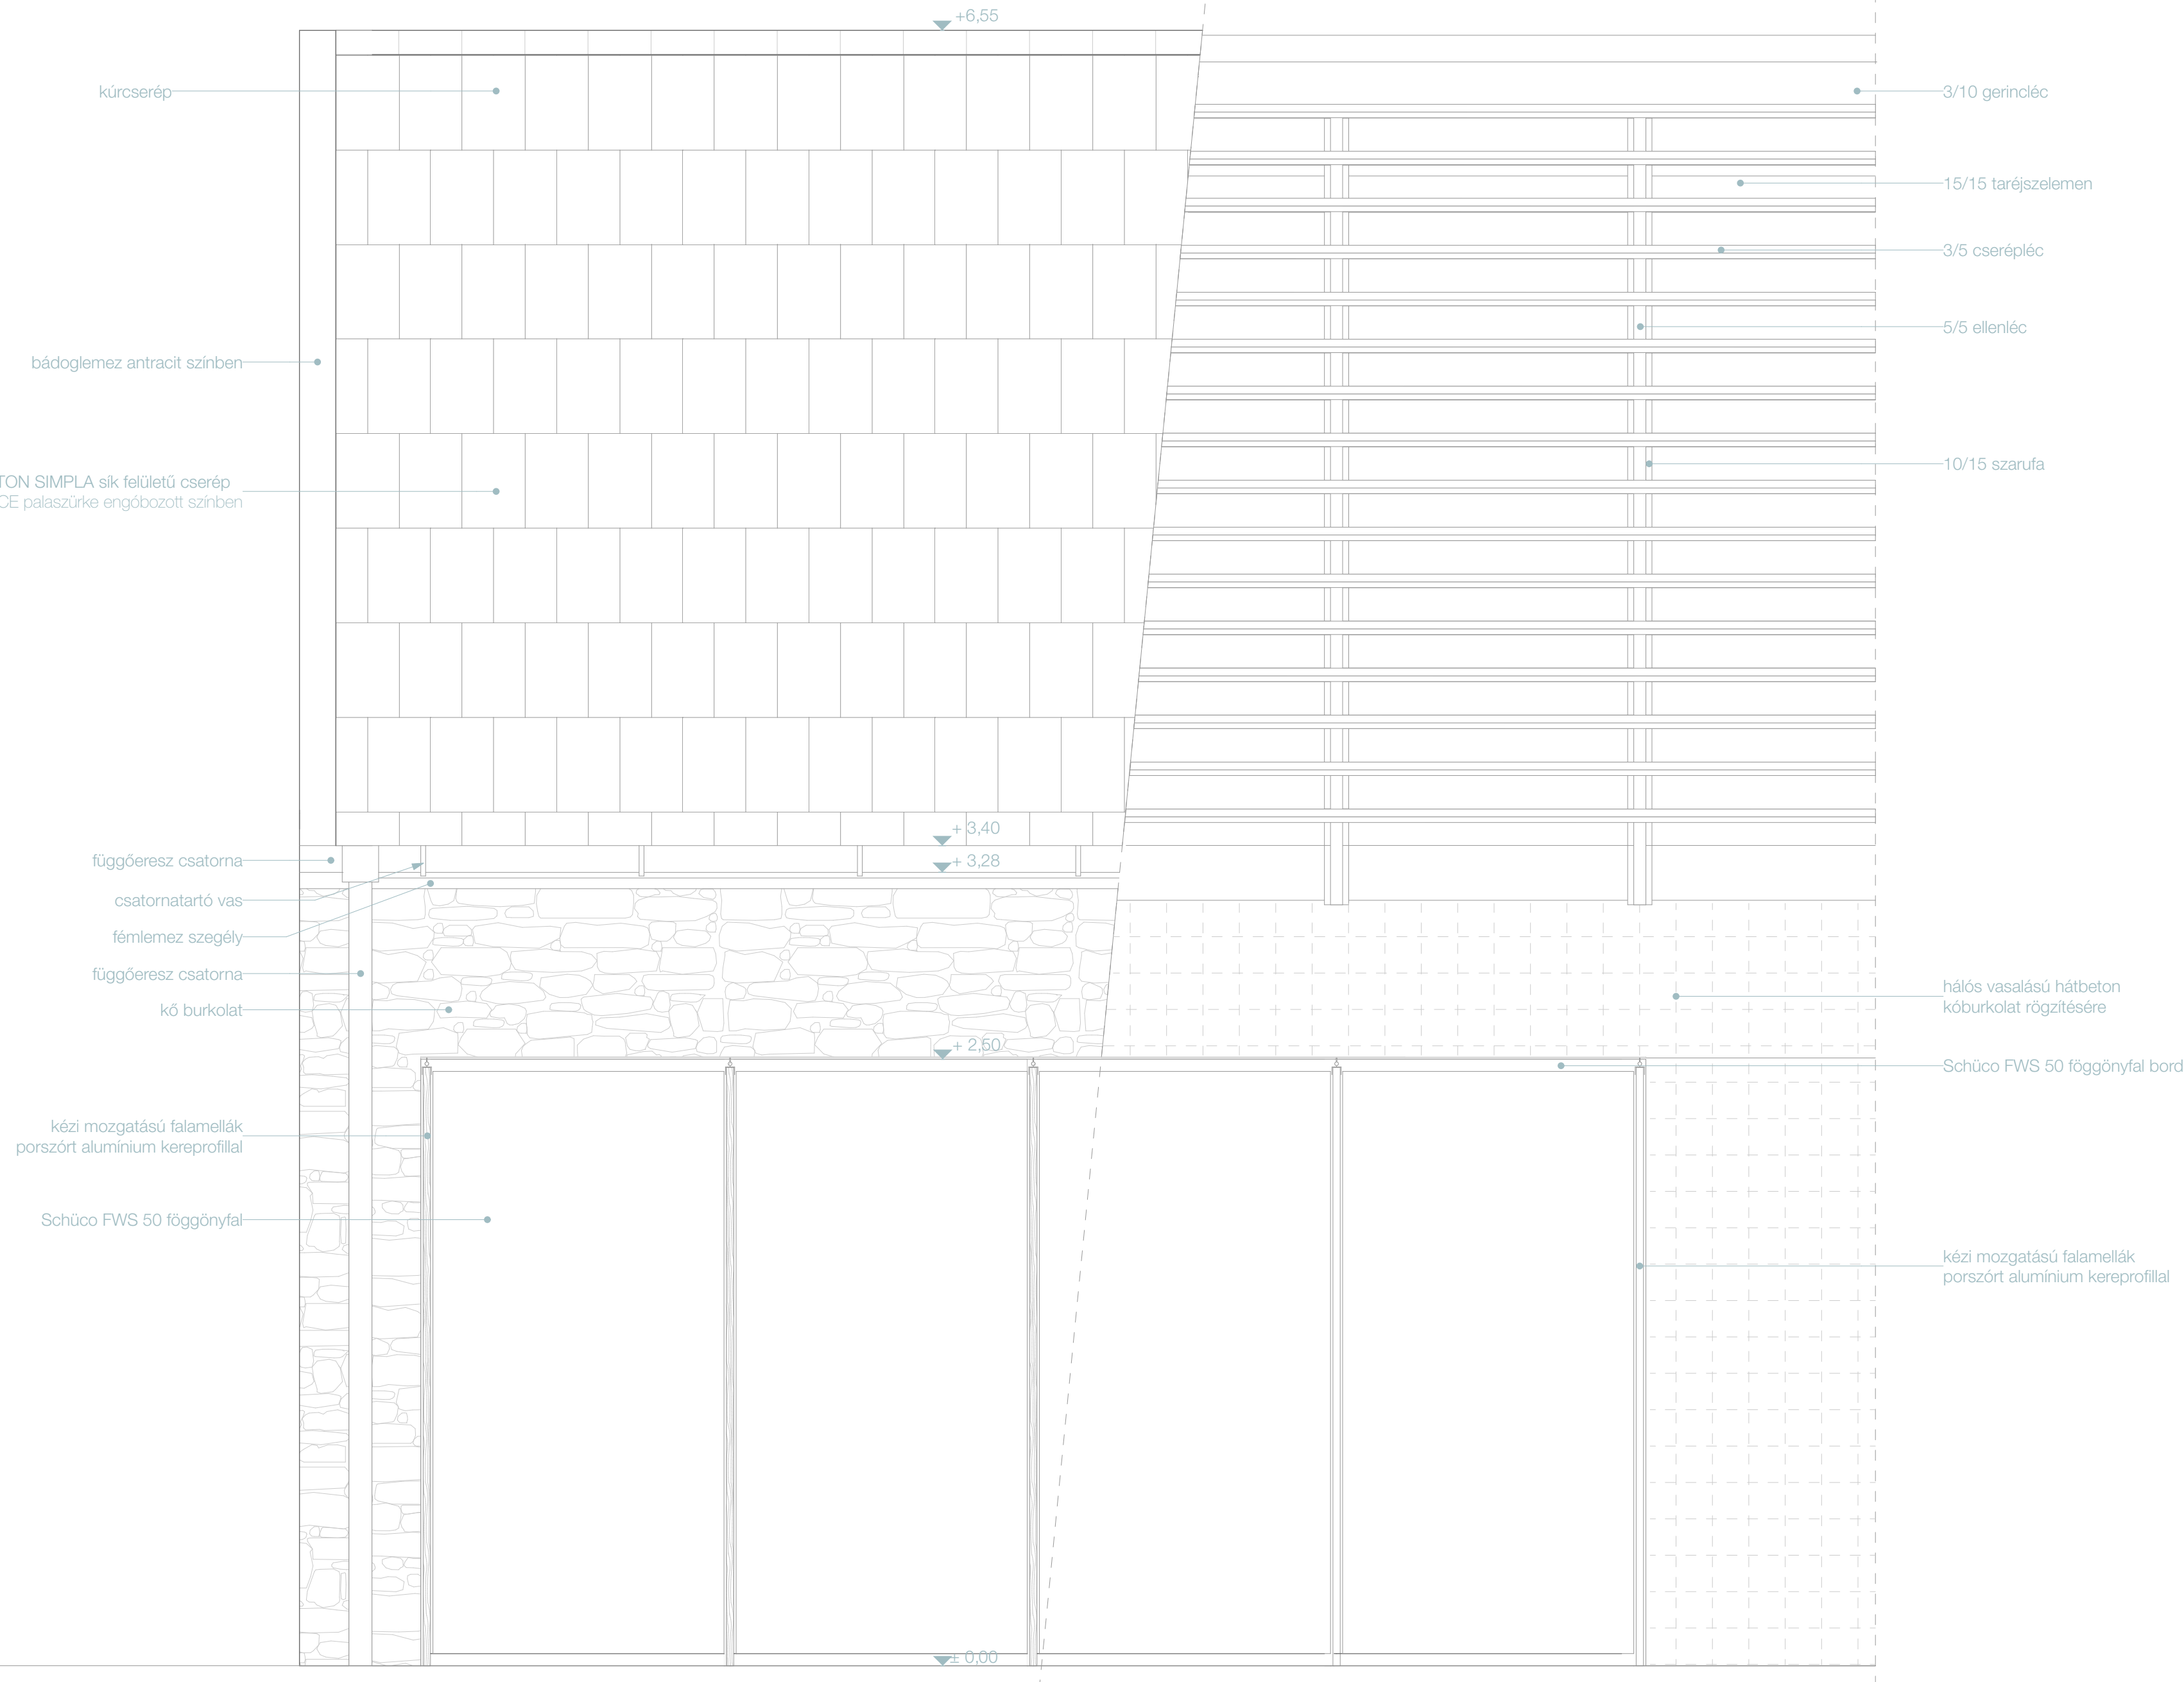 +6,55
kúrcserép
3/10 gerincléc
15/15 taréjszelemen
3/5 cserépléc
5/5 ellenléc
bádoglemez antracit színben
10/15 szarufa
TON SIMPLA sík felületű cserép
CE palaszürke engóbozott színben
+ 3,40
függőeresz csatorna
+ 3,28
csatornatartó vas
fémlemez szegély
függőeresz csatorna
hálós vasalású hátbeton
kóburkolat rögzítésére
kő burkolat
+ 2,50
Schüco FWS 50 föggönyfal bord
kézi mozgatású falamellák
porszórt alumínium kereprofillal
Schüco FWS 50 föggönyfal
kézi mozgatású falamellák
porszórt alumínium kereprofillal
± 0,00